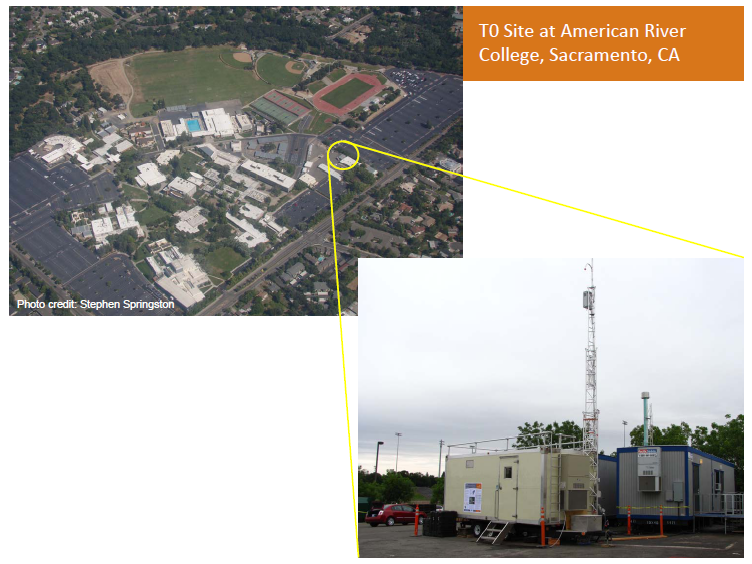 T0 Site at American River
College, Sacramento, CA
Photo credit: Stephen Springston